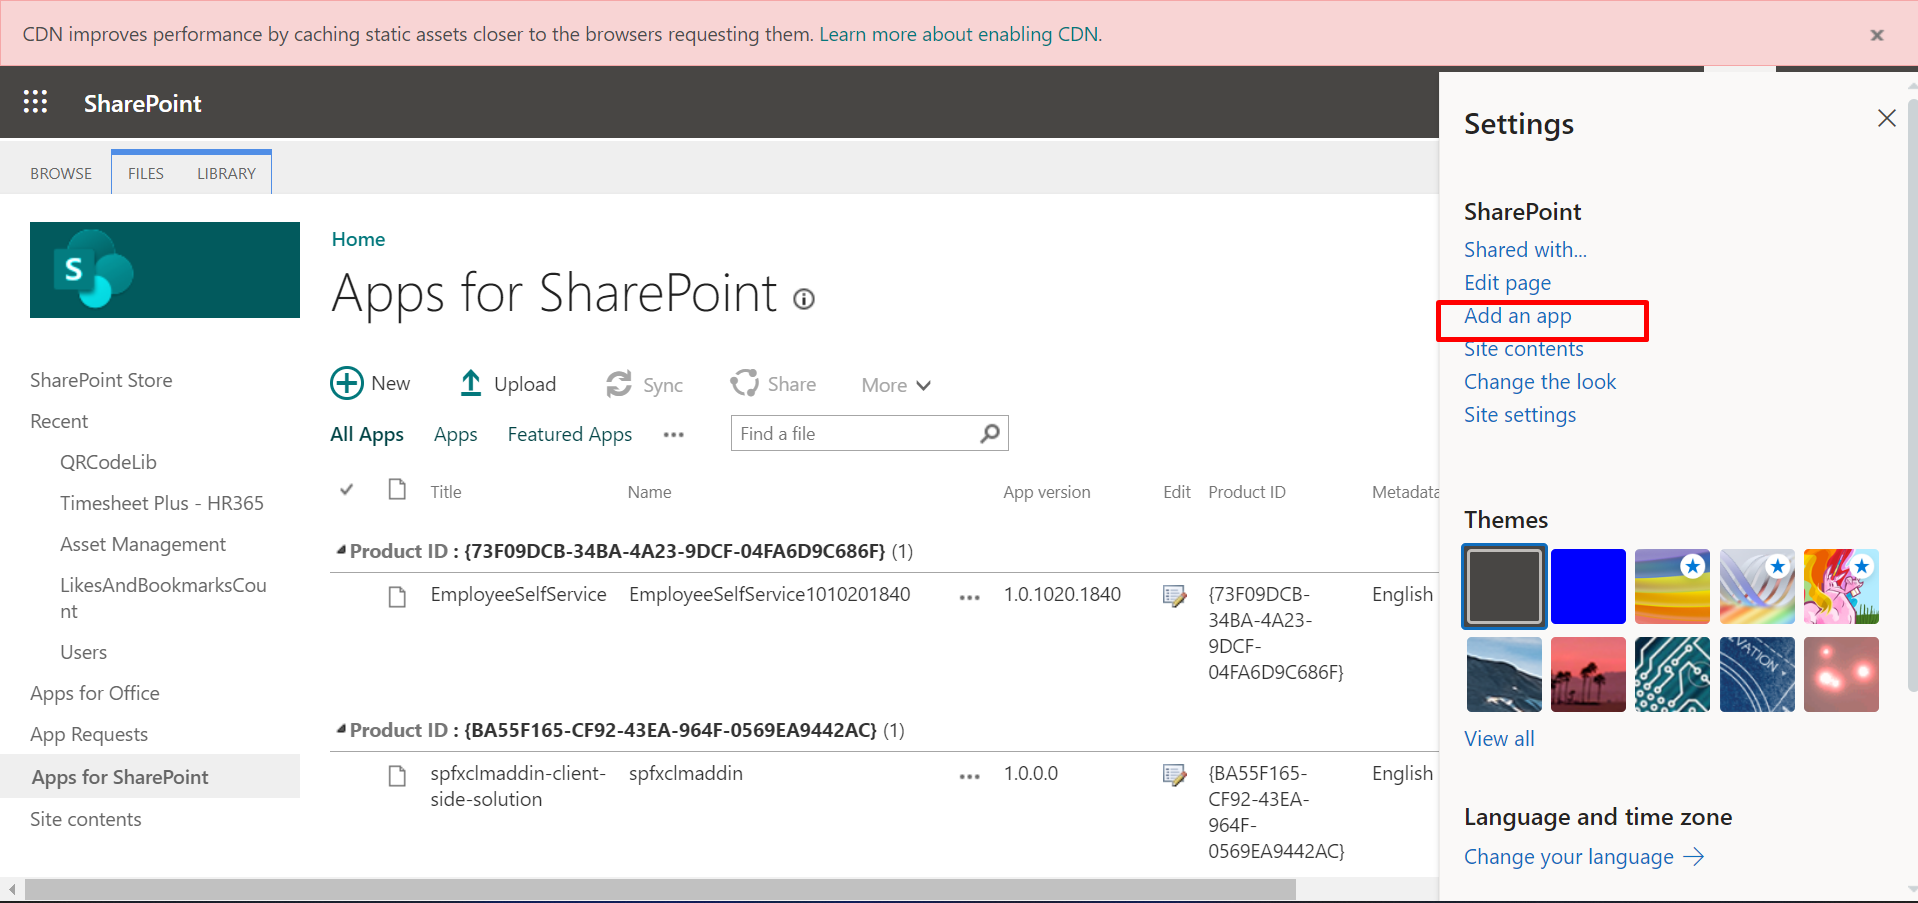 CDN improves performance by caching static assets closer to the browsers requesting them. Learn more about enabling CDN.
SharePoint
BROWSE
FILES
LIBRARY
S
SharePoint Store
Recent
QRCodeLib
Timesheet Plus - HR365
Asset Management
LikesAndBookmarksCou
nt
Users
Apps for Office
App Requests
Apps for SharePoint
Site contents
Home
Apps for SharePoint
New
Upload
Sync
Share
More
All Apps
Apps
Featured Apps
Find a file
Title
Name
App version
Edit
Product ID
Metadata
Product ID : {73F09DCB-34BA-4A23-9DCF-04FA6D9C686F} (1)
EmployeeSelfService
EmployeeSelfService1010201840
1.0.1020.1840
{73F09DCB-
34BA-4A23-
9DCF-
04FA6D9C686F}
English
Product ID : {BA55F165-CF92-43EA-964F-0569EA9442AC} (1)
spfxclmaddin-client-
side-solution
spfxclmaddin
1.0.0.0
{BA55F165-
CF92-43EA-
964F-
0569EA9442AC}
English
Settings
SharePoint
Shared with...
Edit page
Add an app
Site contents
Change the look
Site settings
Themes
VATION
View all
Language and time zone
Change your language